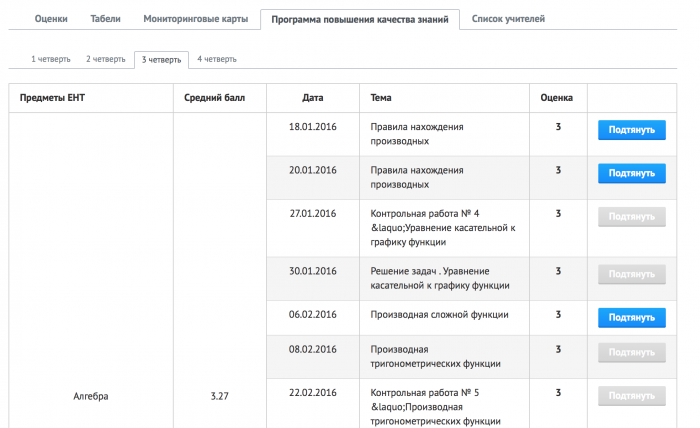 Оценки Табели Мониторинговые карты Программа повышения качества знаний Список учителей
1 четверть 2 четверть 3 четверть 4 четверть
Предметы ЕНТ Средний балл Дата Тема Оценка
18.01.2016 Правила нахождения 3 Подтянуть
производных
20.01.2016 Правила нахождения 3 Подтянуть
производных
27.01.2016 Контрольная работа № 4 3 Подтянуть
&laquo;Уравнение касательной к
графику функции
30.01.2016 Решение задач . Уравнение 3 Подтянуть
касательной к графику функции
06.02.2016 Производная сложной функции 3 Подтянуть
08.02.2016 Производная 3 Подтянуть
тригонометрических функции
Алгебра 3.27 22.02.2016 Контрольная работа № 5 3 Подтянуть
&laquo;Производная
тригонометрических функции